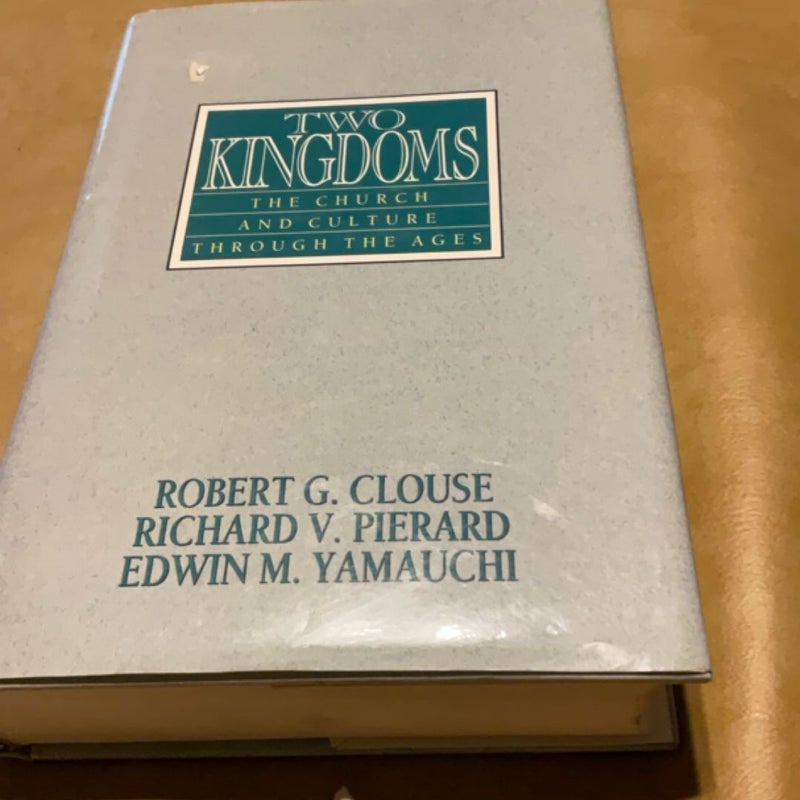 TWO
KINGDOMS
THE CHURCH
AND CULTURE
THROUGH THE AGES
ROBERT G. CLOUSE
RICHARD V. PIERARD
EDWIN M. YAMAUCHI